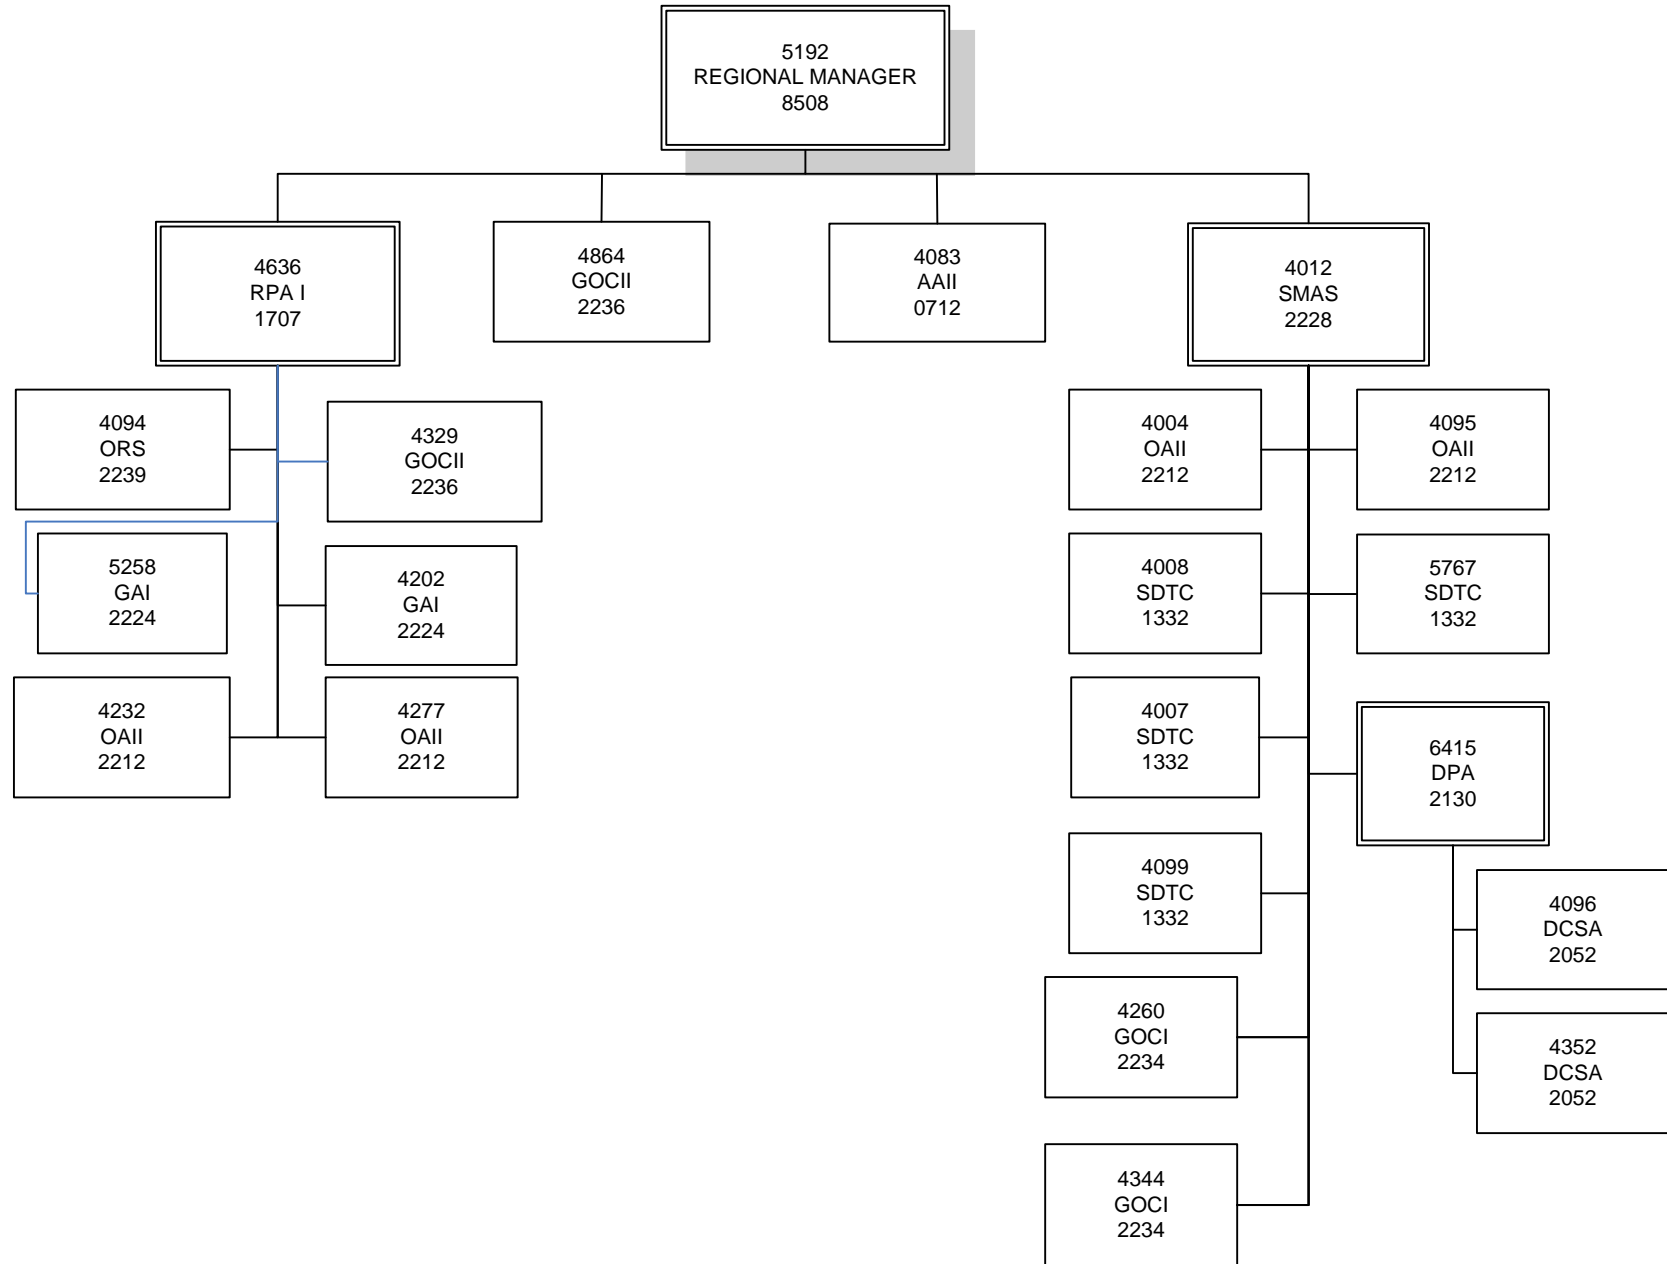 5192
REGIONAL MANAGER
8508
4636
RPA I
1707
4864
GOCII
2236
4083
AAII
0712
4012
SMAS
2228
4094
ORS
2239
4329
GOCII
2236
5258
GAI
2224
4202
GAI
2224
4232
OAII
2212
4277
OAII
2212
4004
OAII
2212
4095
OAII
2212
4008
SDTC
1332
5767
SDTC
1332
4007
SDTC
1332
6415
DPA
2130
4099
SDTC
1332
4096
DCSA
2052
4260
GOCI
2234
4352
DCSA
2052
4344
GOCI
2234